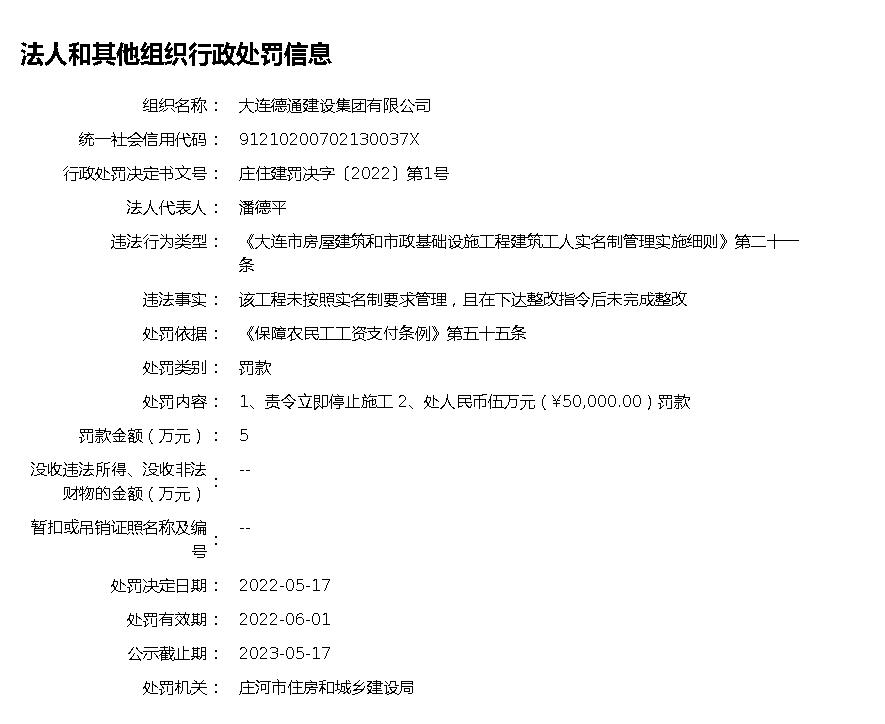 法人和其他组织行政处罚信息
组织名称： 大连德通建设集团有限公司
统一社会信用代码： 91210200702130037X
行政处罚决定书文号： 庄住建罚决字〔2022〕第1号
法人代表人： 潘德平
违法行为类型： 《大连市房屋建筑和市政基础设施工程建筑工人实名制管理实施细则》第二十一
条
违法事实： 该工程未按照实名制要求管理，且在下达整改指令后未完成整改
处罚依据： 《保障农民工工资支付条例》第五十五条
处罚类别： 罚款
处罚内容： 1、责令立即停止施工 2、处人民币伍万元（¥50,000.00）罚款
罚款金额（万元）： 5
没收违法所得、没收非法
财物的金额（万元）： --
暂扣或吊销证照名称及编
号： --
处罚决定日期： 2022-05-17
处罚有效期： 2022-06-01
公示截止期： 2023-05-17
处罚机关： 庄河市住房和城乡建设局